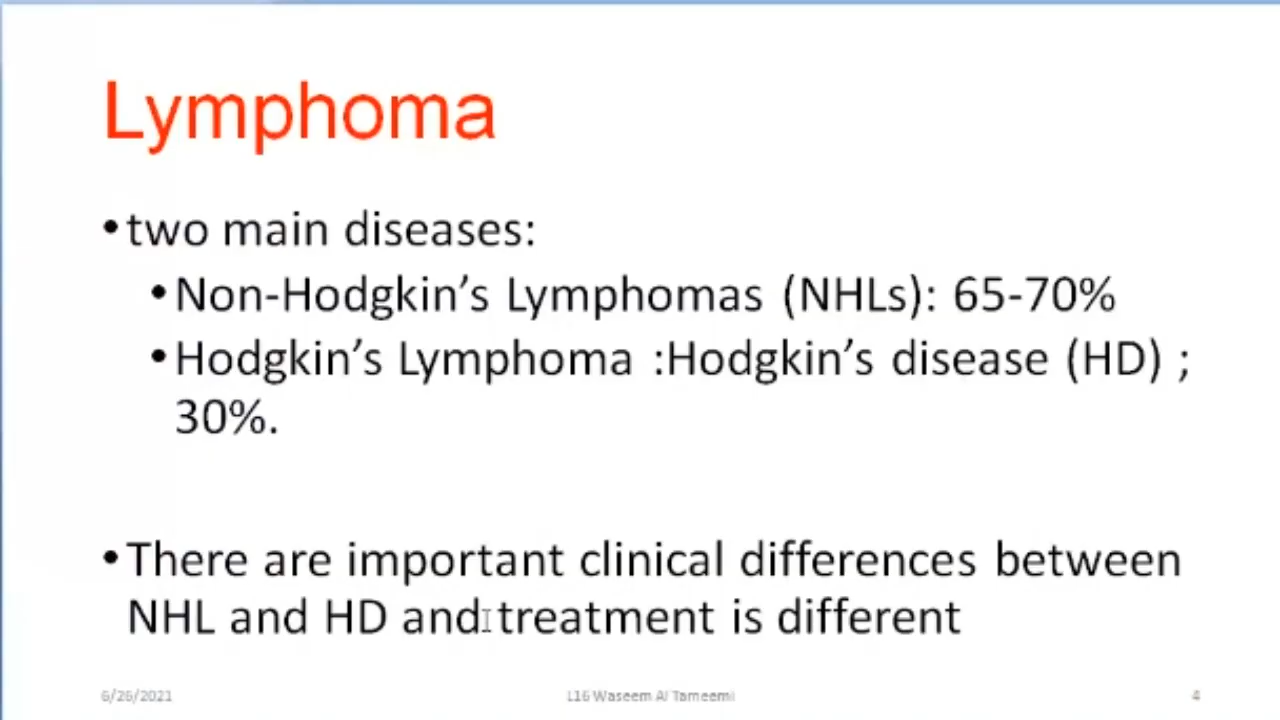 Lymphoma
•two main diseases:
•Non-Hodgkin’s Lymphomas (NHLs): 65-70%
•Hodgkin’s Lymphoma :Hodgkin’s disease (HD) ;
30%.
•There are important clinical differences between
NHL and HD and treatment is different
6/26/2021
L16 Waseem Al Tameemi
4